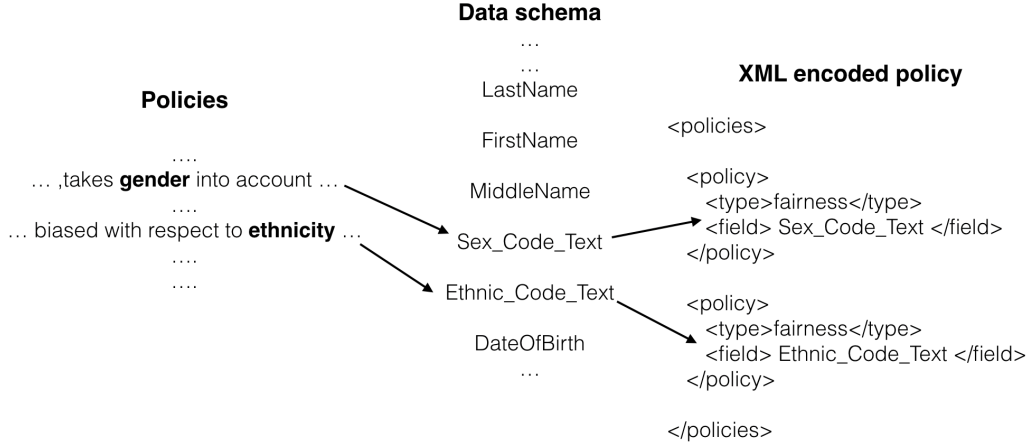 Policies
....
... ,takes gender into account ...
....
... biased with respect to ethnicity ...
....
....
Data schema
...
...
LastName
FirstName
MiddleName
Sex_Code_Text
Ethnic_Code_Text
DateOfBirth
...
XML encoded policy
<policies>
<policy>
<type>fairness</type>
<field> Sex_Code_Text </field>
</policy>
<policy>
<type>fairness</type>
<field> Ethnic_Code_Text </field>
</policy>
</policies>